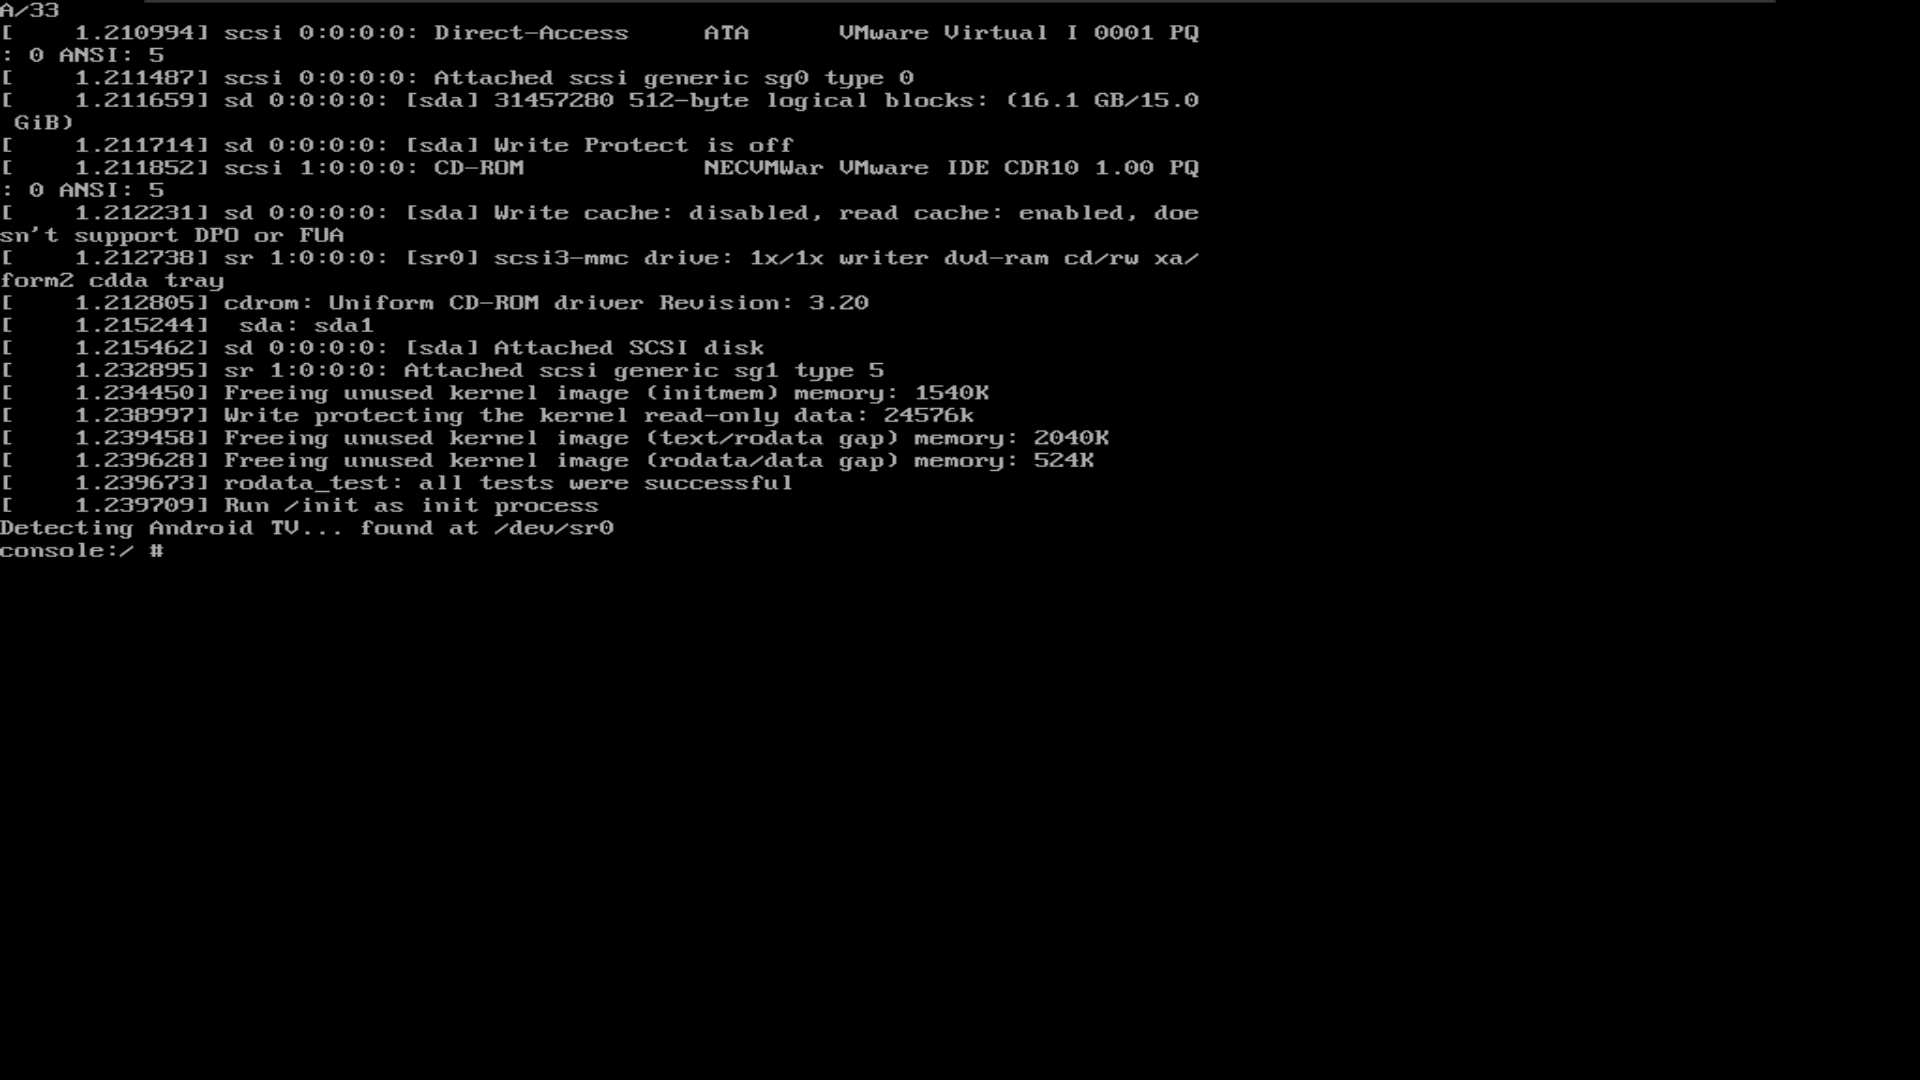 A/33
[    1.210994] scsi 0:0:0:0: Direct-Access     ATA      VMware Virtual I 0001 PQ
: 0 ANSI: 5
[    1.211487] scsi 0:0:0:0: Attached scsi generic sg0 type 0
[    1.211659] sd 0:0:0:0: [sda] 31457280 512-byte logical blocks: (16.1 GB/15.0
 GiB)
[    1.211714] sd 0:0:0:0: [sda] Write Protect is off
[    1.211852] scsi 1:0:0:0: CD-ROM            NECVMWar VMware IDE CDR10 1.00 PQ
: 0 ANSI: 5
[    1.212231] sd 0:0:0:0: [sda] Write cache: disabled, read cache: enabled, doe
sn't support DPO or FUA
[    1.212738] sr 1:0:0:0: [sr0] scsi3-mmc drive: 1x/1x writer dvd-ram cd/rw xa/
form2 cdda tray
[    1.212805] cdrom: Uniform CD-ROM driver Revision: 3.20
[    1.215244]  sda: sda1
[    1.215462] sd 0:0:0:0: [sda] Attached SCSI disk
[    1.232895] sr 1:0:0:0: Attached scsi generic sg1 type 5
[    1.234450] Freeing unused kernel image (initmem) memory: 1540K
[    1.238997] Write protecting the kernel read-only data: 24576k
[    1.239458] Freeing unused kernel image (text/rodata gap) memory: 2040K
[    1.239628] Freeing unused kernel image (rodata/data gap) memory: 524K
[    1.239673] rodata_test: all tests were successful
[    1.239709] Run /init as init process
Detecting Android TV... found at /dev/sr0
console:/ #